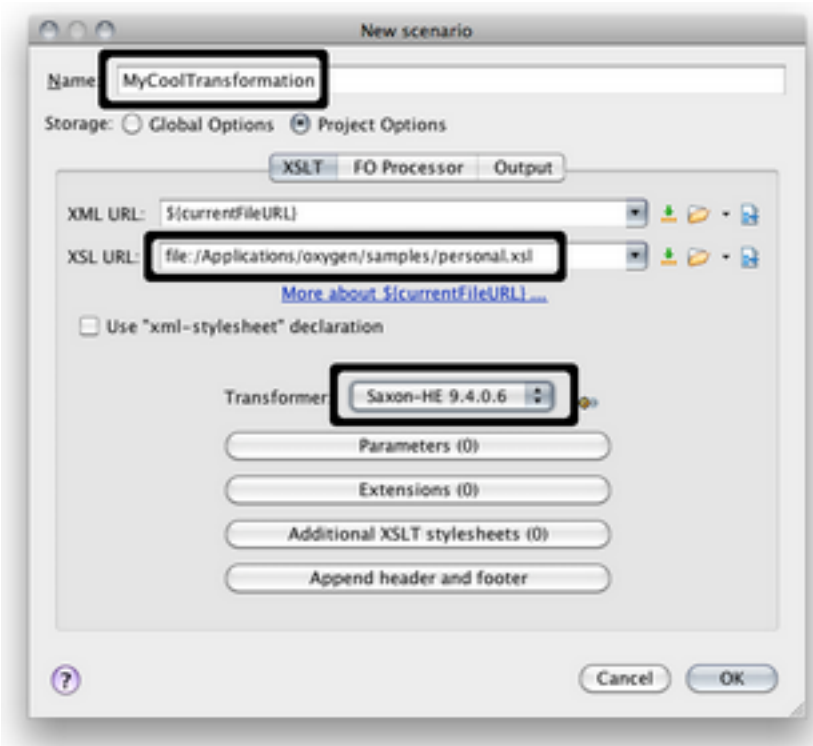 New scenario
Name: MyCoolTransformation
Storage: Global Options Project Options
XSLT FO Processor Output
XML URL: ${currentFileURL}
XSL URL: file:/Applications/oxygen/samples/personal.xsl
More about ${currentFileURL} ...
Use "xml-stylesheet" declaration
Transformer: Saxon-HE 9.4.0.6
Parameters (0)
Extensions (0)
Additional XSLT stylesheets (0)
Append header and footer
? Cancel OK